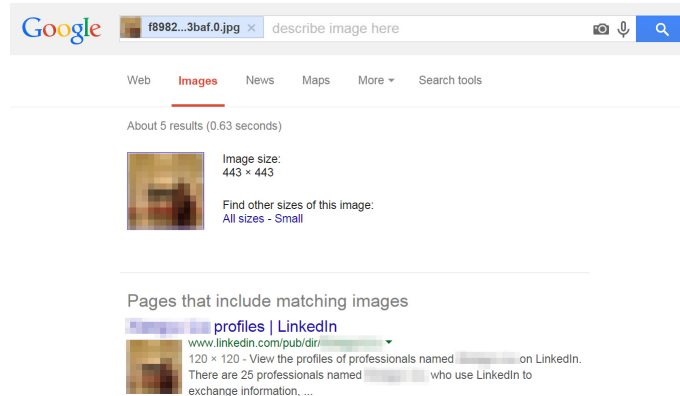 Google f8982...3baf.0.jpg × describe image here
Web Images News Maps More Search tools
About 5 results (0.63 seconds)
Image size:
443 × 443
Find other sizes of this image:
All sizes - Small
Pages that include matching images
profiles | LinkedIn
www.linkedin.com/pub/dir/
120 × 120 - View the profiles of professionals named on LinkedIn.
There are 25 professionals named who use LinkedIn to
exchange information, ...